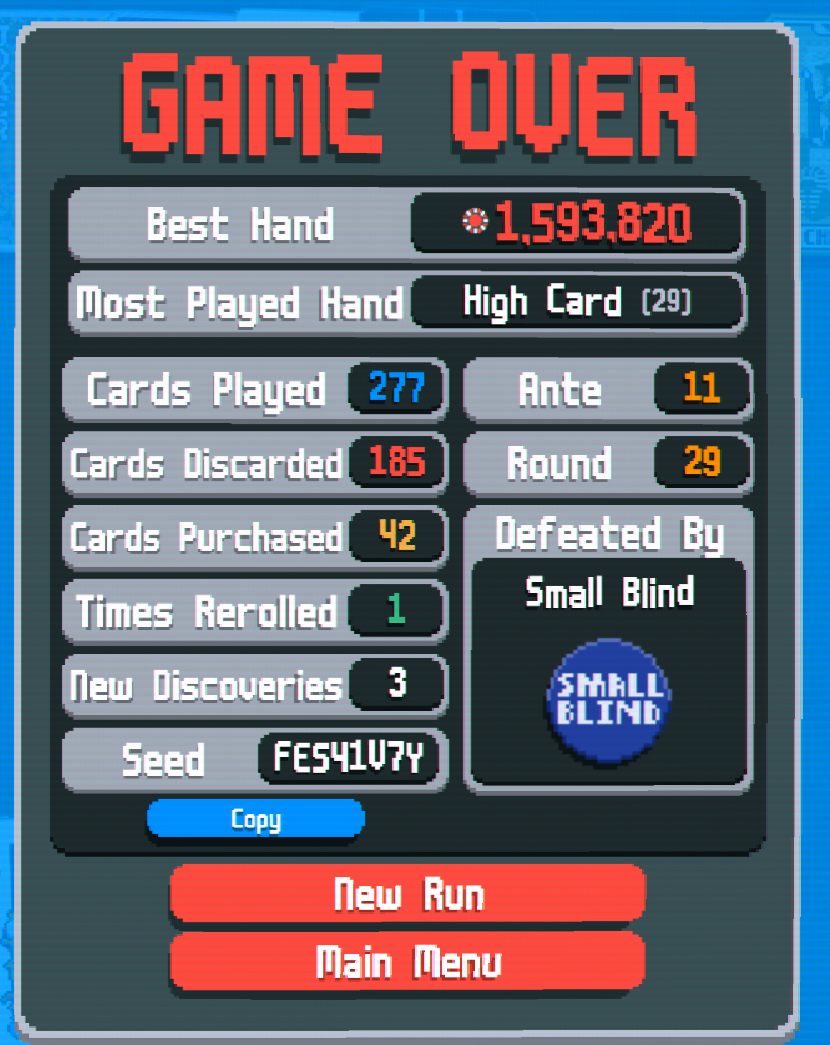 GAME OVER
Best Hand 1,593,820
Most Played Hand High Card (29)
Cards Played 277
Cards Discarded 185
Cards Purchased 42
Times Rerolled 1
New Discoveries 3
Seed FES41V7Y
Copy
Ante 11
Round 29
Defeated By
Small Blind
SMALL
BLIND
New Run
Main Menu